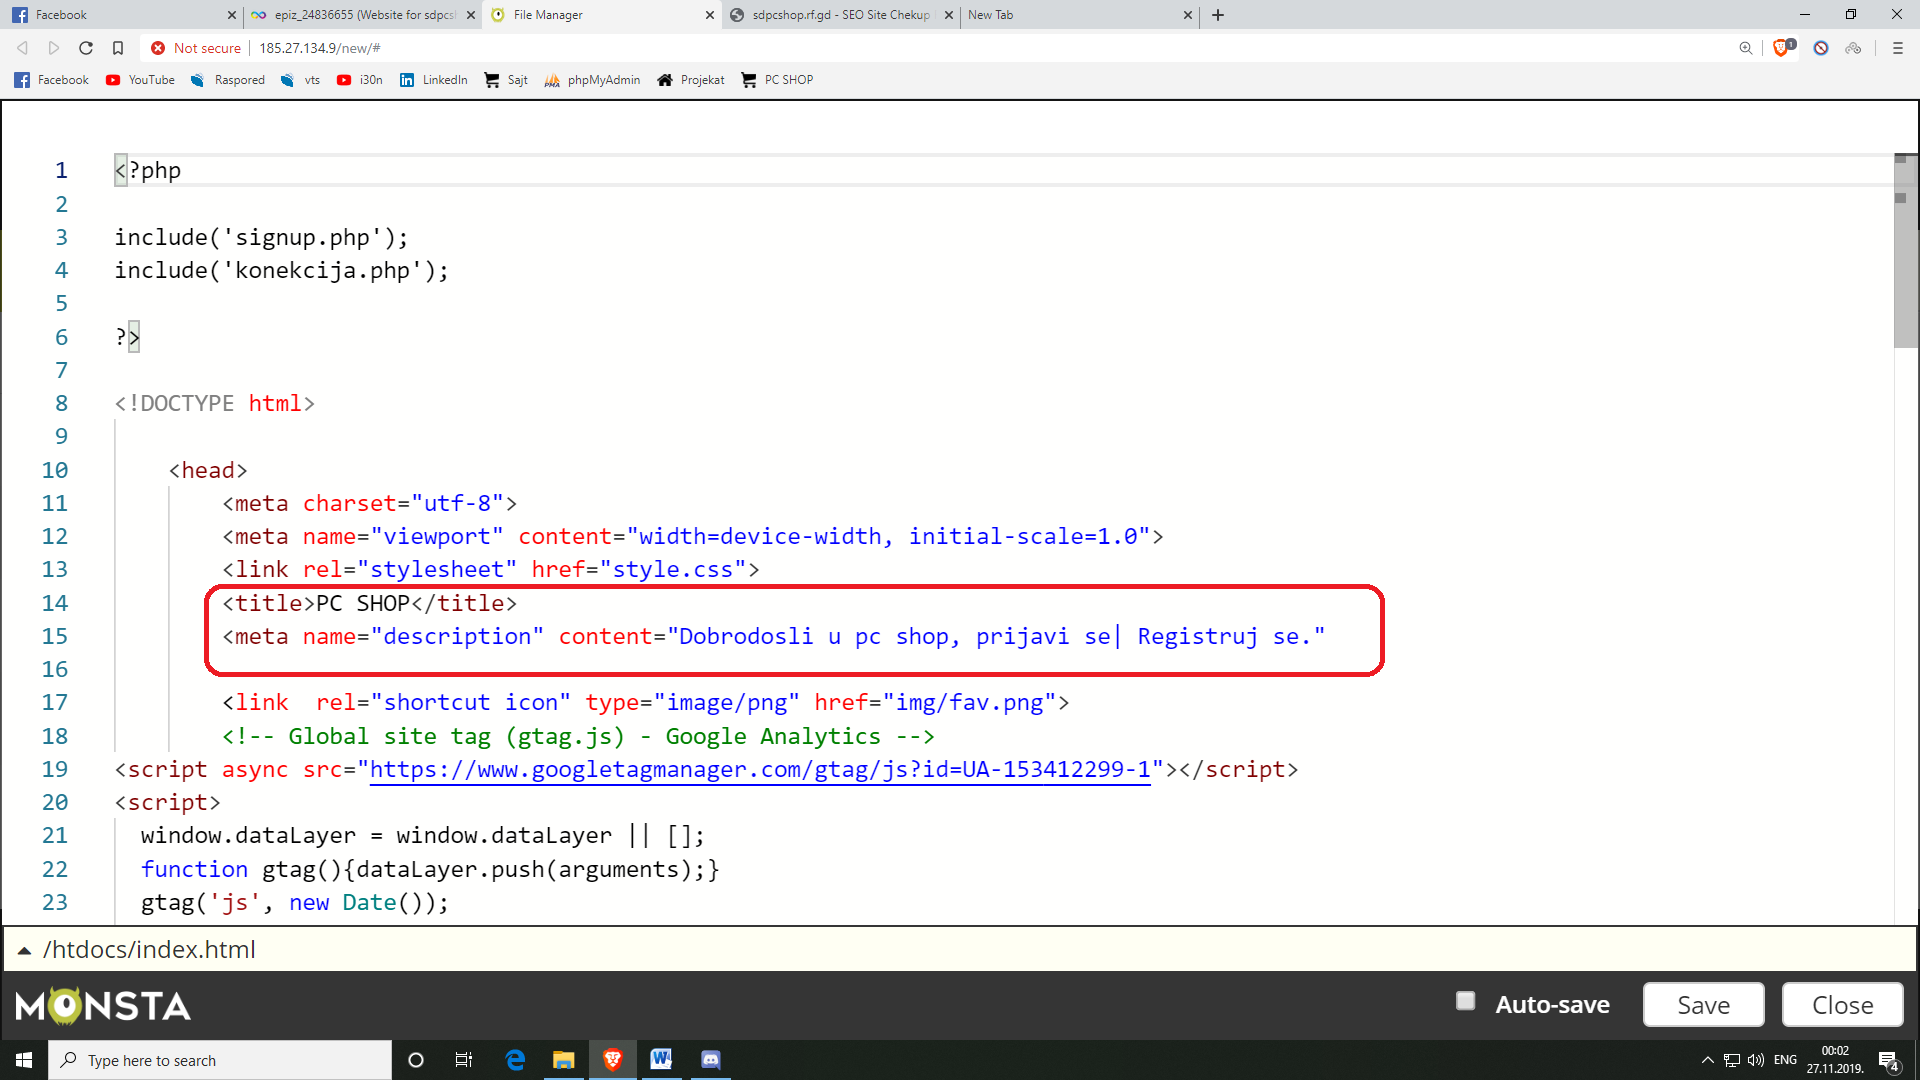 Facebook
epiz_24836655 (Website for sdpcsh
File Manager
sdpcshop.rf.gd - SEO Site Chekup
New Tab
Not secure
185.27.134.9/new/#
1
Facebook
YouTube
Raspored
vts
i30n
LinkedIn
Sajt
phpMyAdmin
Projekat
PC SHOP
1 <?php
2
3 include('signup.php');
4 include('konekcija.php');
5
6 ?>
7
8 <!DOCTYPE html>
9
10 <head>
11 <meta charset="utf-8">
12 <meta name="viewport" content="width=device-width, initial-scale=1.0">
13 <link rel="stylesheet" href="style.css">
14 <title>PC SHOP</title>
15 <meta name="description" content="Dobrodosli u pc shop, prijavi se| Registruj se."
16
17 <link  rel="shortcut icon" type="image/png" href="img/fav.png">
18 <!-- Global site tag (gtag.js) - Google Analytics -->
19 <script async src="https://www.googletagmanager.com/gtag/js?id=UA-153412299-1"></script>
20 <script>
21 window.dataLayer = window.dataLayer || [];
22 function gtag(){dataLayer.push(arguments);}
23 gtag('js', new Date());
/htdocs/index.html
MONSTA
Auto-save
Save
Close
Type here to search
ENG
00:02
27.11.2019.
4